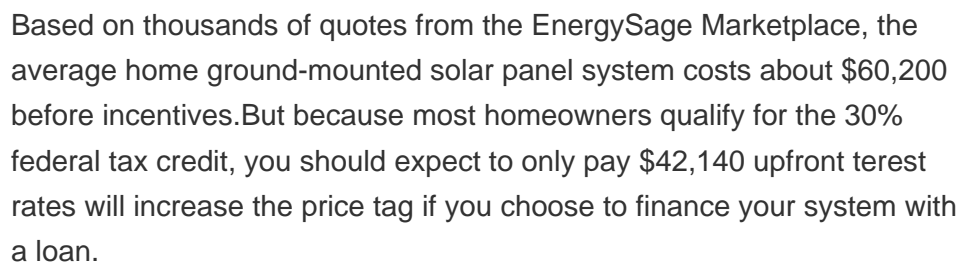 Based on thousands of quotes from the EnergySage Marketplace, the
average home ground-mounted solar panel system costs about $60,200
before incentives.But because most homeowners qualify for the 30%
federal tax credit, you should expect to only pay $42,140 upfront terest
rates will increase the price tag if you choose to finance your system with
a loan.